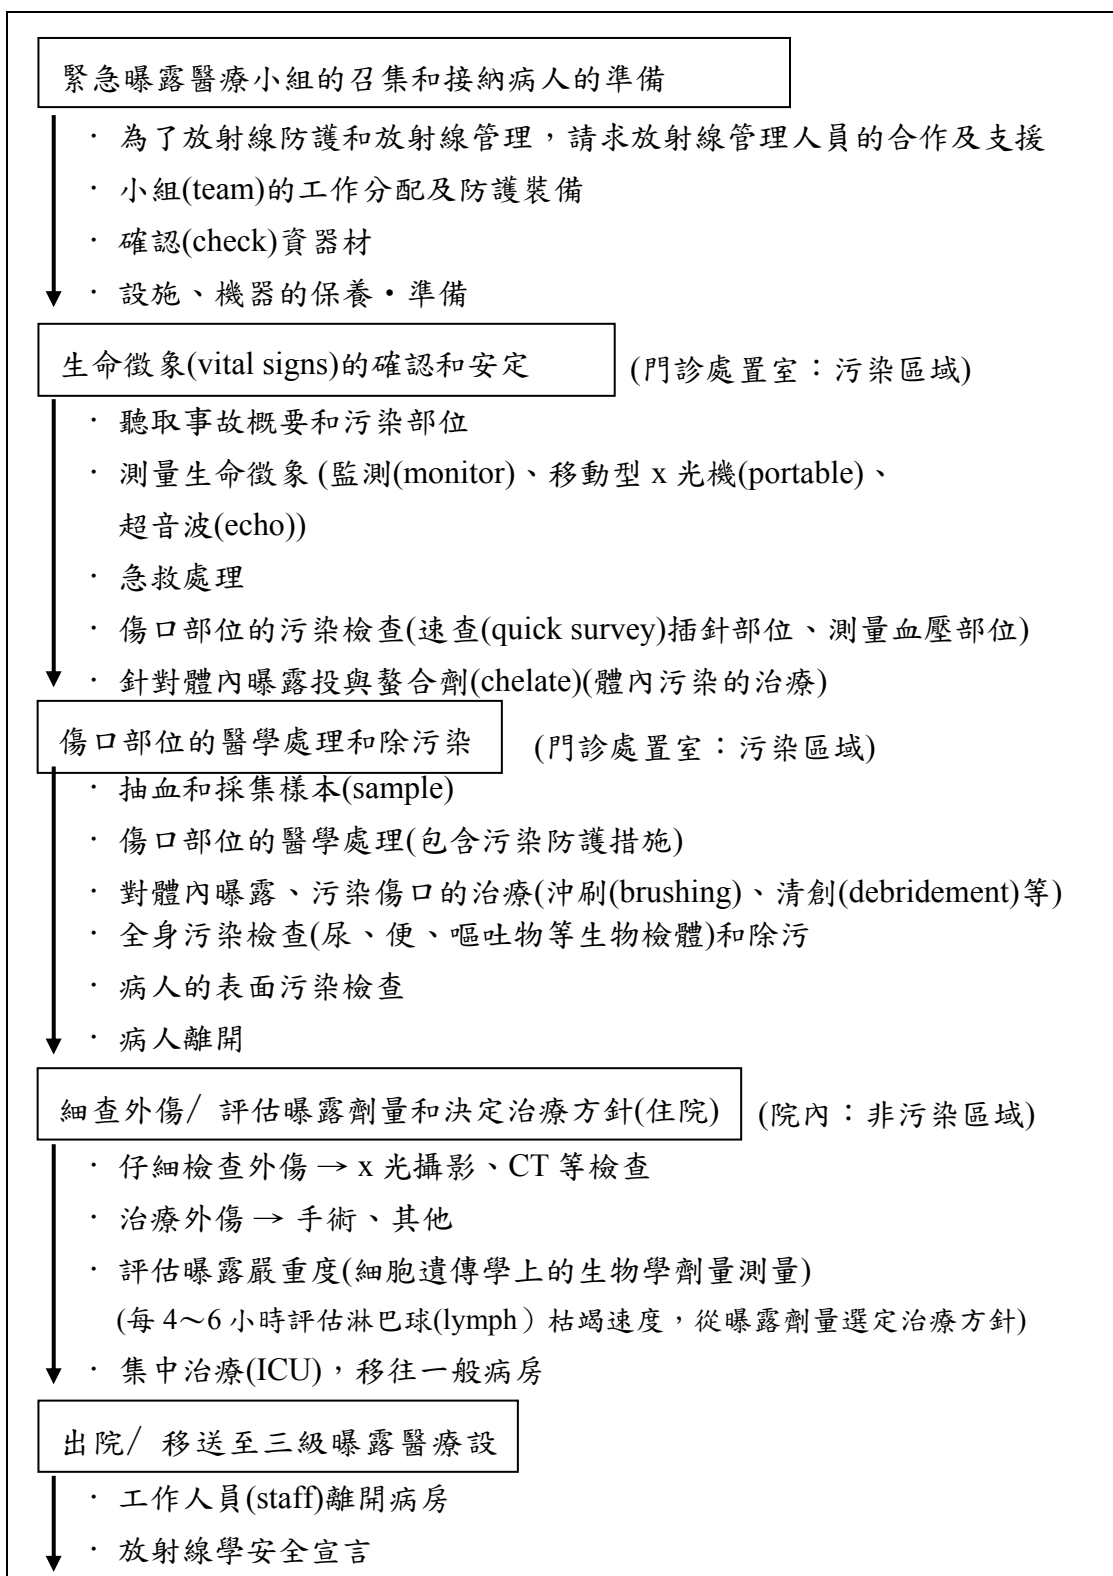 緊急曝露醫療小組的召集和接納病人的準備
· 為了放射線防護和放射線管理，請求放射線管理人員的合作及支援
· 小組(team)的工作分配及防護裝備
· 確認(check)資器材
· 設施、機器的保養‧準備
生命徵象(vital signs)的確認和安定 (門診處置室：污染區域)
· 聽取事故概要和污染部位
· 測量生命徵象 (監測(monitor)、移動型 x 光機(portable)、
超音波(echo))
· 急救處理
· 傷口部位的污染檢查(速查(quick survey)插針部位、測量血壓部位)
· 針對體內曝露投與螯合劑(chelate)(體內污染的治療)
傷口部位的醫學處理和除污染 (門診處置室：污染區域)
· 抽血和採集樣本(sample)
· 傷口部位的醫學處理(包含污染防護措施)
· 對體內曝露、污染傷口的治療(沖刷(brushing)、清創(debridement)等)
· 全身污染檢查(尿、便、嘔吐物等生物檢體)和除污
· 病人的表面污染檢查
· 病人離開
細查外傷/ 評估曝露劑量和決定治療方針(住院) (院內：非污染區域)
· 仔細檢查外傷 → x 光攝影、CT 等檢查
· 治療外傷 → 手術、其他
· 評估曝露嚴重度(細胞遺傳學上的生物學劑量測量)
(每 4～6 小時評估淋巴球(lymph）枯竭速度，從曝露劑量選定治療方針)
· 集中治療(ICU)，移往一般病房
出院/ 移送至三級曝露醫療設
· 工作人員(staff)離開病房
· 放射線學安全宣言